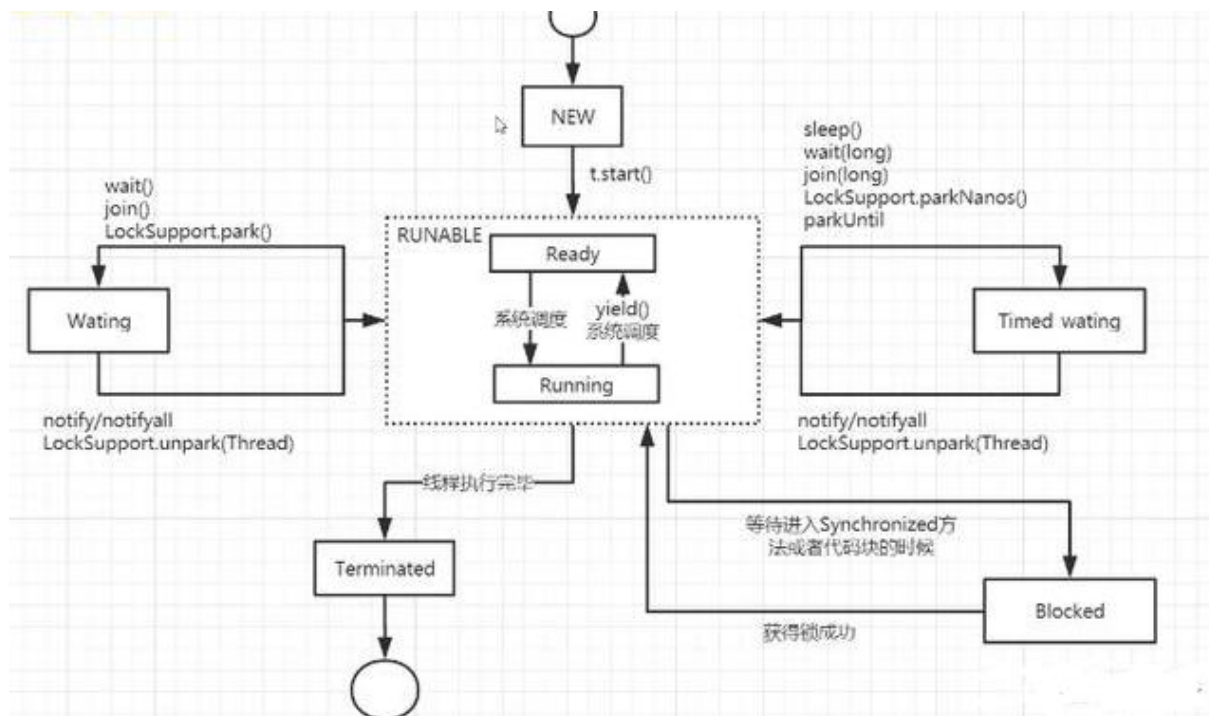 NEW
t.start()
sleep()
wait(long)
join(long)
LockSupport.parkNanos()
parkUntil
wait()
join()
LockSupport.park()
RUNABLE
Ready
系统调度
yield()
系统调度
Running
Wating
Timed wating
notify/notifyall
LockSupport.unpark(Thread)
notify/notifyall
LockSupport.unpark(Thread)
线程执行完毕
Terminated
等待进入Synchronized方
法或者代码块的时候
Blocked
获得锁成功